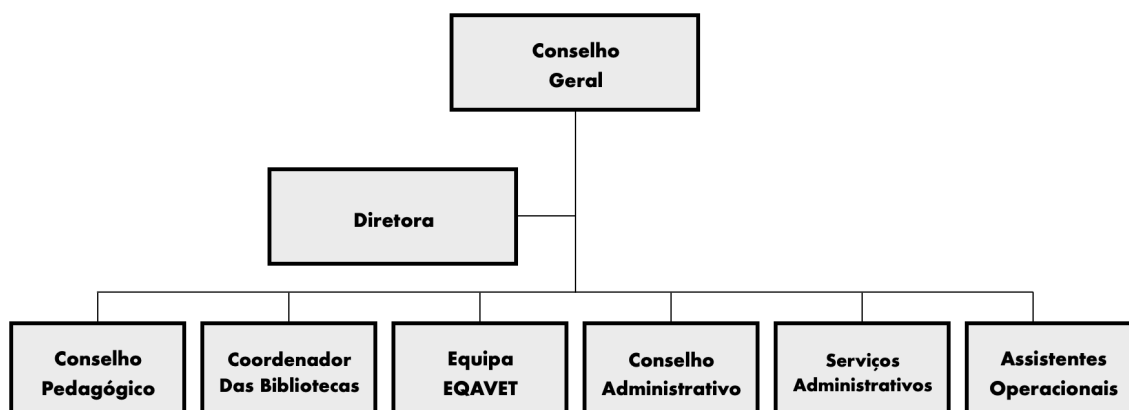 Conselho
Geral
Diretora
Conselho
Pedagógico
Coordenador
Das Bibliotecas
Equipa
EQAVET
Conselho
Administrativo
Serviços
Administrativos
Assistentes
Operacionais